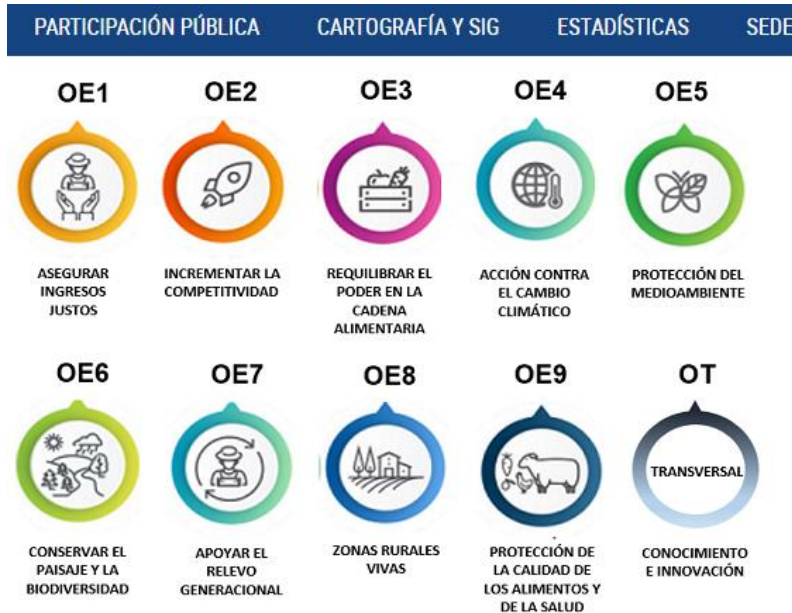 PARTICIPACIÓN PÚBLICA CARTOGRAFÍA Y SIG ESTADÍSTICAS SEDE
OE1 OE2 OE3 OE4 OE5
ASEGURAR
INGRESOS
JUSTOS
INCREMENTAR LA
COMPETITIVIDAD
REQUILIBRAR EL
PODER EN LA
CADENA
ALIMENTARIA
ACCIÓN CONTRA
EL CAMBIO
CLIMÁTICO
PROTECCIÓN DEL
MEDIOAMBIENTE
OE6 OE7 OE8 OE9 OT
TRANSVERSAL
CONSERVAR EL
PAISAJE Y LA
BIODIVERSIDAD
APOYAR EL
RELEVO
GENERACIONAL
ZONAS RURALES
VIVAS
PROTECCIÓN DE
LA CALIDAD DE
LOS ALIMENTOS Y
DE LA SALUD
CONOCIMIENTO
E INNOVACIÓN